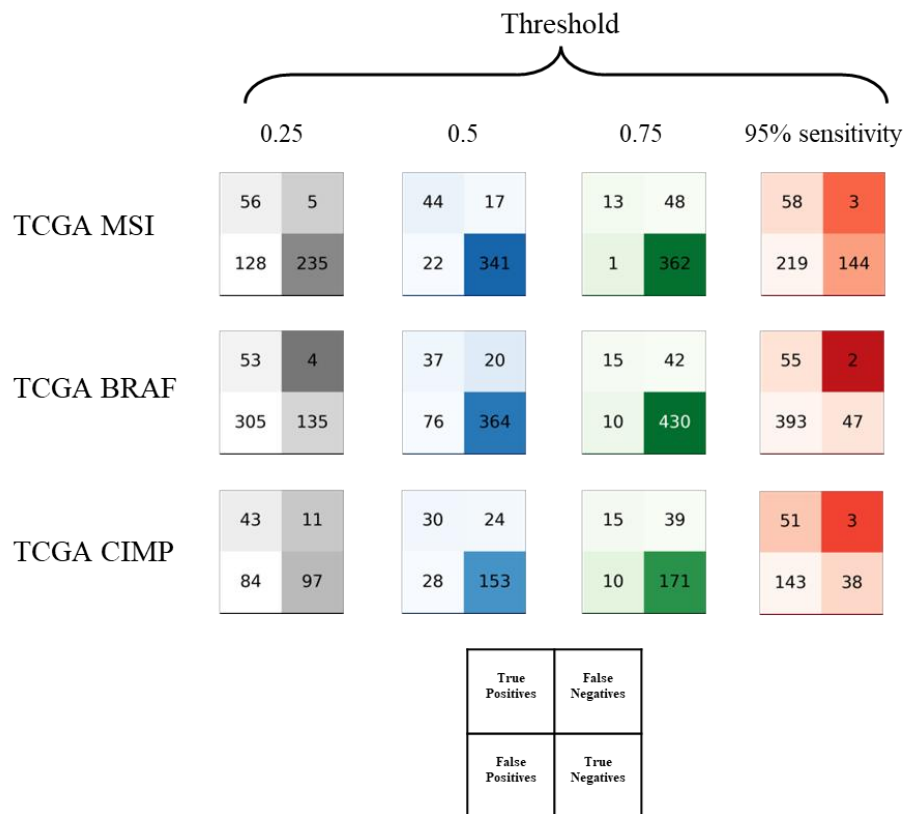 Threshold
0.25 0.5 0.75 95% sensitivity
TCGA MSI
56 5 44 17 13 48 58 3
128 235 22 341 1 362 219 144
TCGA BRAF
53 4 37 20 15 42 55 2
305 135 76 364 10 430 393 47
TCGA CIMP
43 11 30 24 15 39 51 3
84 97 28 153 10 171 143 38
True False
Positives Negatives
False True
Positives Negatives